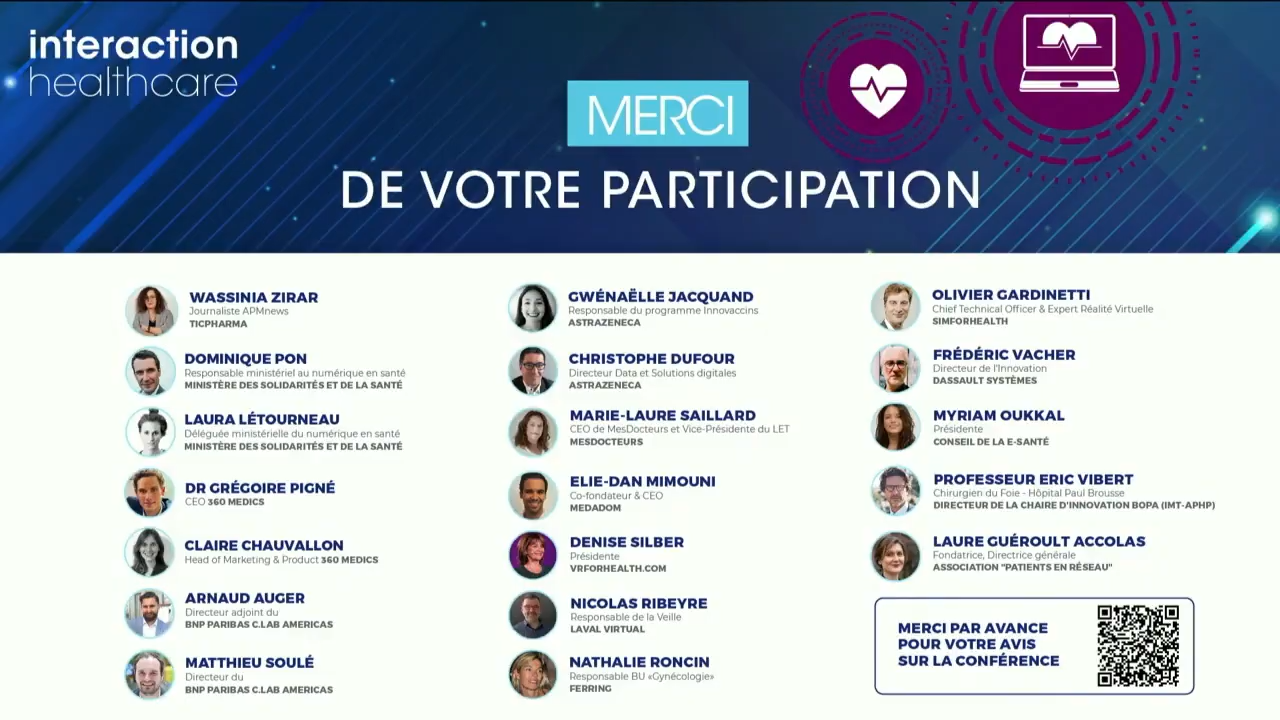 interaction
healthcare
MERCI
DE VOTRE PARTICIPATION
WASSINIA ZIRAR
Journaliste APMnews
TICPHARMA
DOMINIQUE PON
Responsable ministériel au numérique en santé
MINISTÈRE DES SOLIDARITÉS ET DE LA SANTÉ
LAURA LÉTOURNEAU
Déléguée ministérielle du numérique en santé
MINISTÈRE DES SOLIDARITÉS ET DE LA SANTÉ
DR GRÉGOIRE PIGNÉ
CEO 360 MEDICS
CLAIRE CHAUVALLON
Head of Marketing & Product 360 MEDICS
ARNAUD AUGER
Directeur adjoint du
BNP PARIBAS C.LAB AMERICAS
MATTHIEU SOULÉ
Directeur du
BNP PARIBAS C.LAB AMERICAS
GWÉNAËLLE JACQUAND
Responsable du programme Innovaccins
ASTRAZENECA
CHRISTOPHE DUFOUR
Directeur Data et Solutions digitales
ASTRAZENECA
MARIE-LAURE SAILLARD
CEO de MesDocteurs et Vice-Présidente du LET
MESDOCTEURS
ELIE-DAN MIMOUNI
Co-fondateur & CEO
MEDADOM
DENISE SILBER
Présidente
VRFORHEALTH.COM
NICOLAS RIBEYRE
Responsable de la Veille
LAVAL VIRTUAL
NATHALIE RONCIN
Responsable BU «Gynécologie»
FERRING
OLIVIER GARDINETTI
Chief Technical Officer & Expert Réalité Virtuelle
SIMFORHEALTH
FRÉDÉRIC VACHER
Directeur de l'Innovation
DASSAULT SYSTÈMES
MYRIAM OUKKAL
Présidente
CONSEIL DE LA E-SANTÉ
PROFESSEUR ERIC VIBERT
Chirurgien du Foie - Hôpital Paul Brousse
DIRECTEUR DE LA CHAIRE D'INNOVATION BOPA (IMT-APHP)
LAURE GUÉROULT ACCOLAS
Fondatrice, Directrice générale
ASSOCIATION "PATIENTS EN RÉSEAU"
MERCI PAR AVANCE
POUR VOTRE AVIS
SUR LA CONFÉRENCE